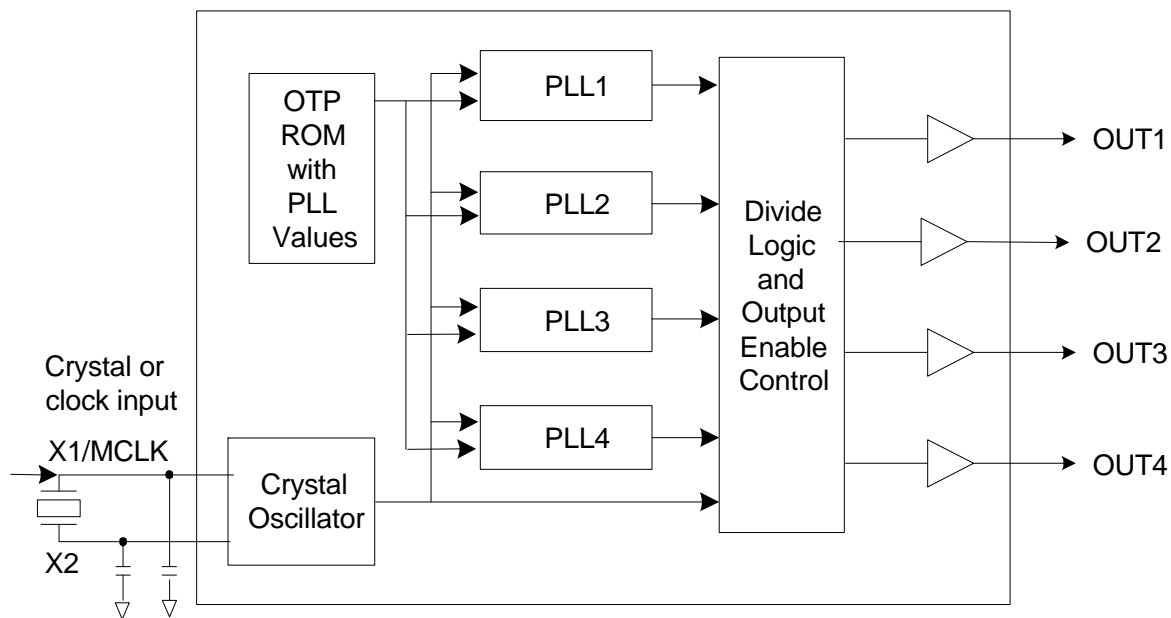 OTP
ROM
with
PLL
Values
PLL1
PLL2
PLL3
PLL4
Divide
Logic
and
Output
Enable
Control
OUT1
OUT2
OUT3
OUT4
Crystal or
clock input
X1/MCLK
X2
Crystal
Oscillator